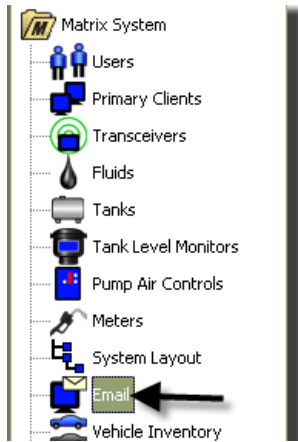 Matrix System
Users
Primary Clients
Transceivers
Fluids
Tanks
Tank Level Monitors
Pump Air Controls
Meters
System Layout
Email
Vehicle Inventory